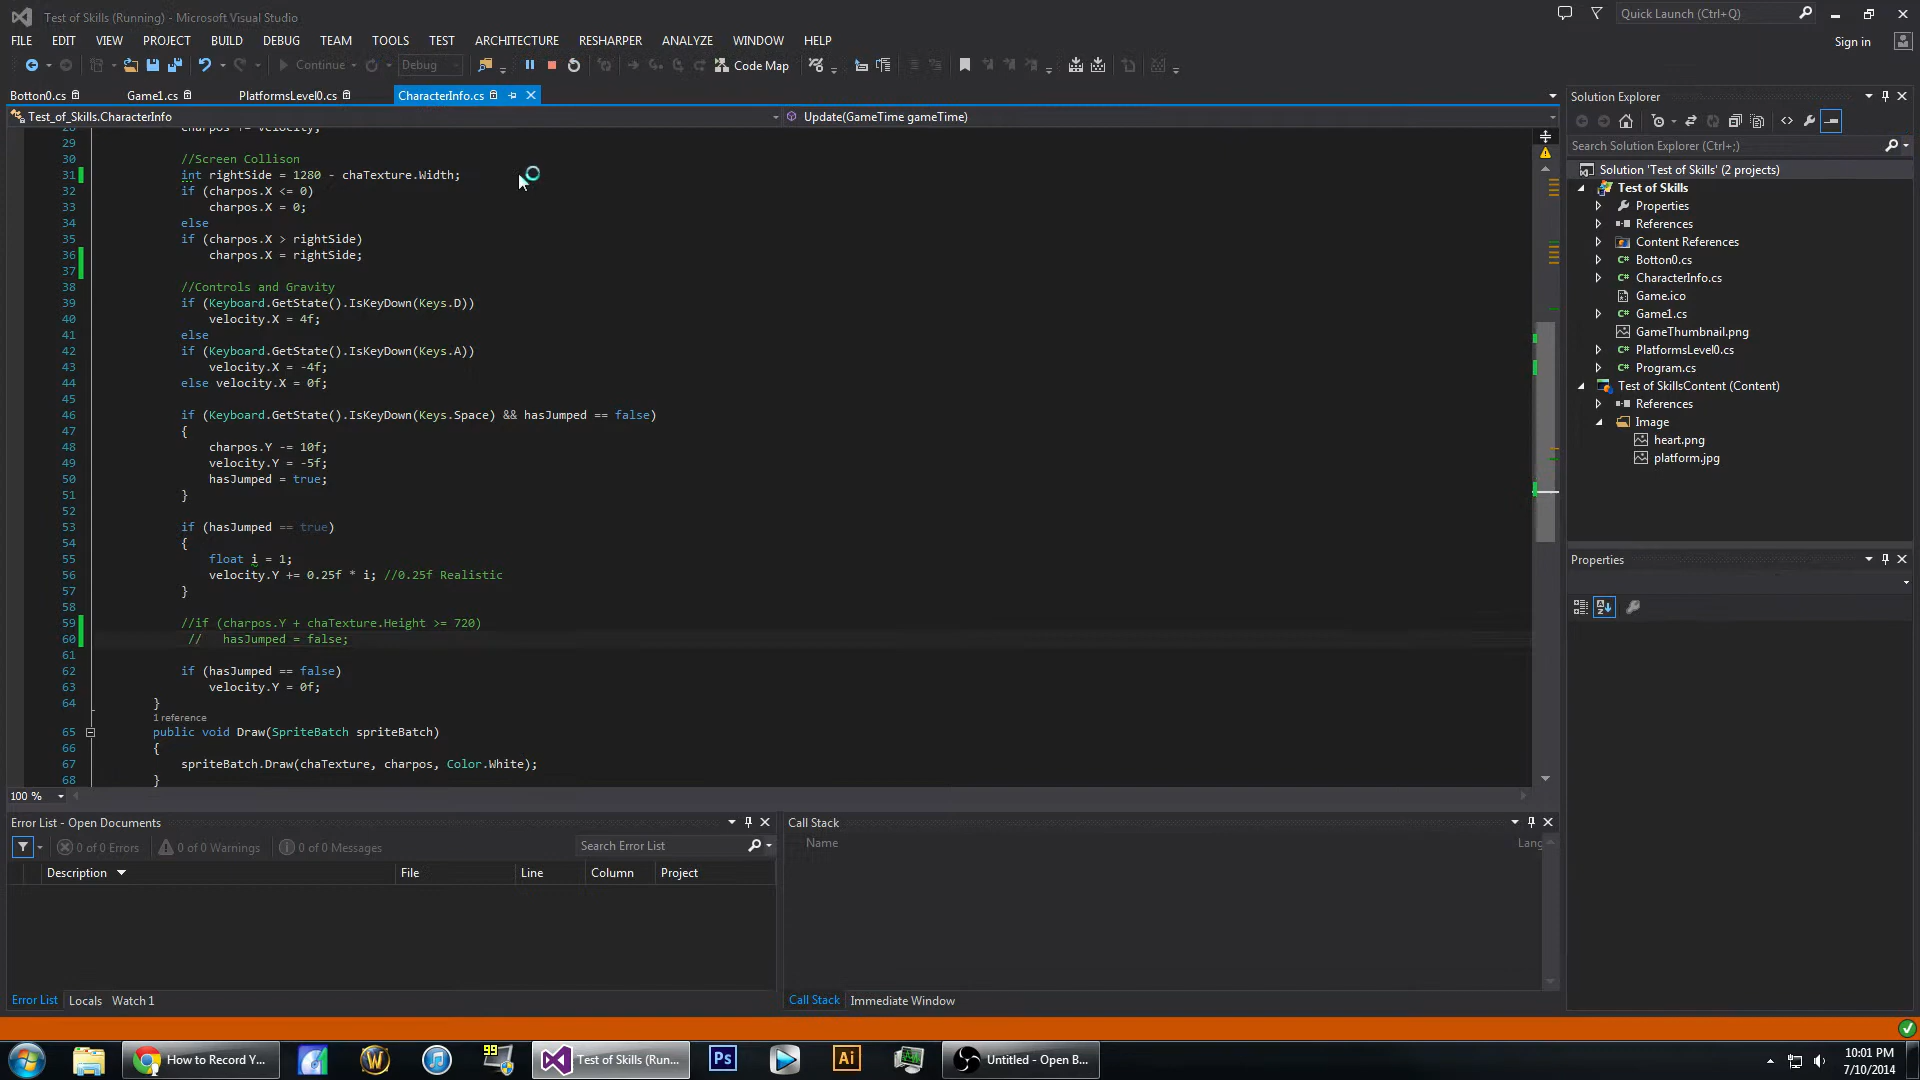 Test of Skills (Running) - Microsoft Visual Studio
Quick Launch (Ctrl+Q)
FILE EDIT VIEW PROJECT BUILD DEBUG TEAM TOOLS TEST ARCHITECTURE RESHARPER ANALYZE WINDOW HELP
Sign in
Continue Debug Code Map
Botton0.cs Game1.cs PlatformsLevel0.cs CharacterInfo.cs
Test_of_Skills.CharacterInfo Update(GameTime gameTime)
29
30 //Screen Collison
31 int rightSide = 1280 - chaTexture.Width;
32 if (charpos.X <= 0)
33 charpos.X = 0;
34 else
35 if (charpos.X > rightSide)
36 charpos.X = rightSide;
37
38 //Controls and Gravity
39 if (Keyboard.GetState().IsKeyDown(Keys.D))
40 velocity.X = 4f;
41 else
42 if (Keyboard.GetState().IsKeyDown(Keys.A))
43 velocity.X = -4f;
44 else velocity.X = 0f;
45
46 if (Keyboard.GetState().IsKeyDown(Keys.Space) && hasJumped == false)
47 {
48 charpos.Y -= 10f;
49 velocity.Y = -5f;
50 hasJumped = true;
51 }
52
53 if (hasJumped == true)
54 {
55 float i = 1;
56 velocity.Y += 0.25f * i; //0.25f Realistic
57 }
58
59 //if (charpos.Y + chaTexture.Height >= 720)
60 // hasJumped = false;
61
62 if (hasJumped == false)
63 velocity.Y = 0f;
64 }
1 reference
65 public void Draw(SpriteBatch spriteBatch)
66 {
67 spriteBatch.Draw(chaTexture, charpos, Color.White);
68 }
100 %
Solution Explorer
Search Solution Explorer (Ctrl+;)
Solution 'Test of Skills' (2 projects)
Test of Skills
Properties
References
Content References
Botton0.cs
CharacterInfo.cs
Game.ico
Game1.cs
GameThumbnail.png
PlatformsLevel0.cs
Program.cs
Test of SkillsContent (Content)
References
Image
heart.png
platform.jpg
Properties
Error List - Open Documents
0 of 0 Errors 0 of 0 Warnings 0 of 0 Messages Search Error List
Description File Line Column Project
Error List Locals Watch 1
Call Stack
Name Lang
Call Stack Immediate Window
How to Record Y... 99 Test of Skills (Run... Ps Ai Untitled - Open B...
10:01 PM
7/10/2014